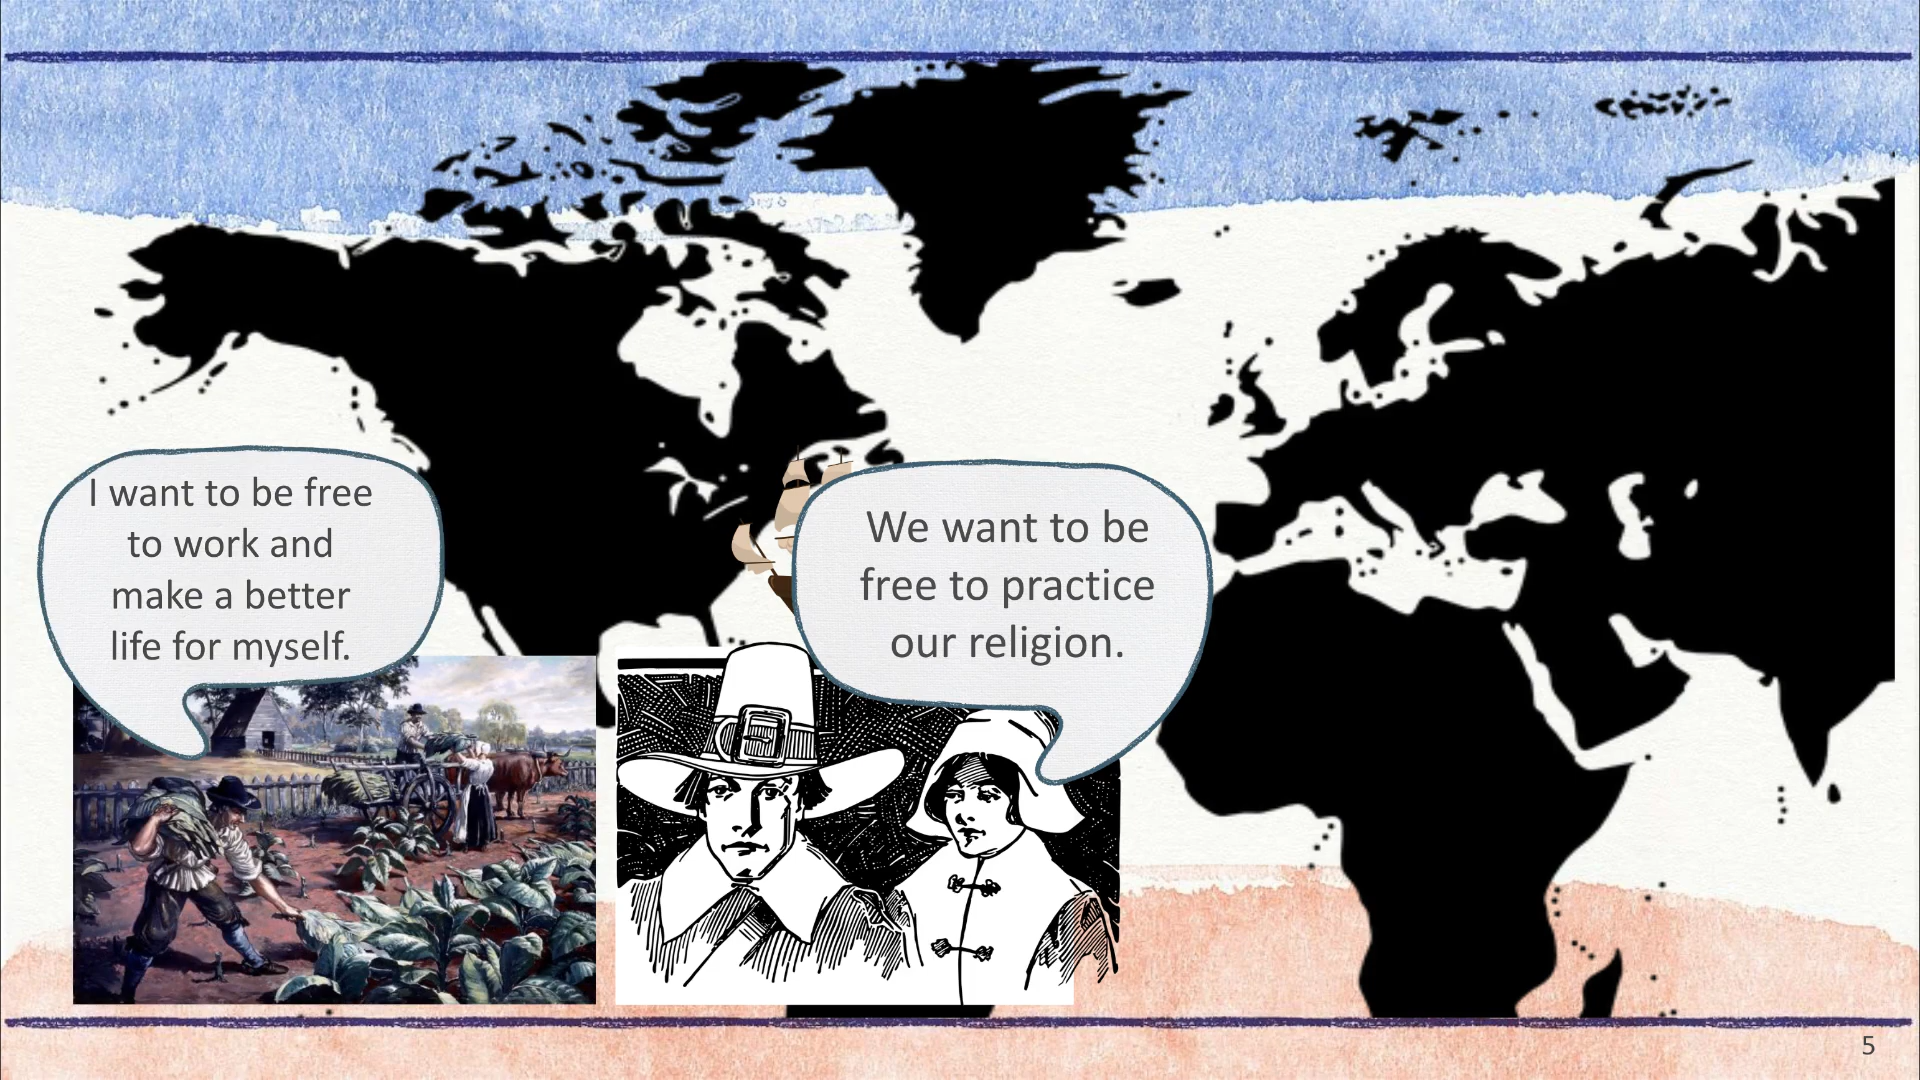 I want to be free
to work and
make a better
life for myself.
We want to be
free to practice
our religion.
5